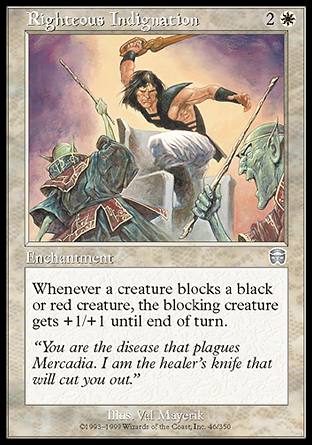 Righteous Indignation 2
Enchantment
Whenever a creature blocks a black
or red creature, the blocking creature
gets +1/+1 until end of turn.
“You are the disease that plagues
Mercadia. I am the healer’s knife that
will cut you out.”
Illus. Val Mayerik
©1993–1999 Wizards of the Coast, Inc. 46/350